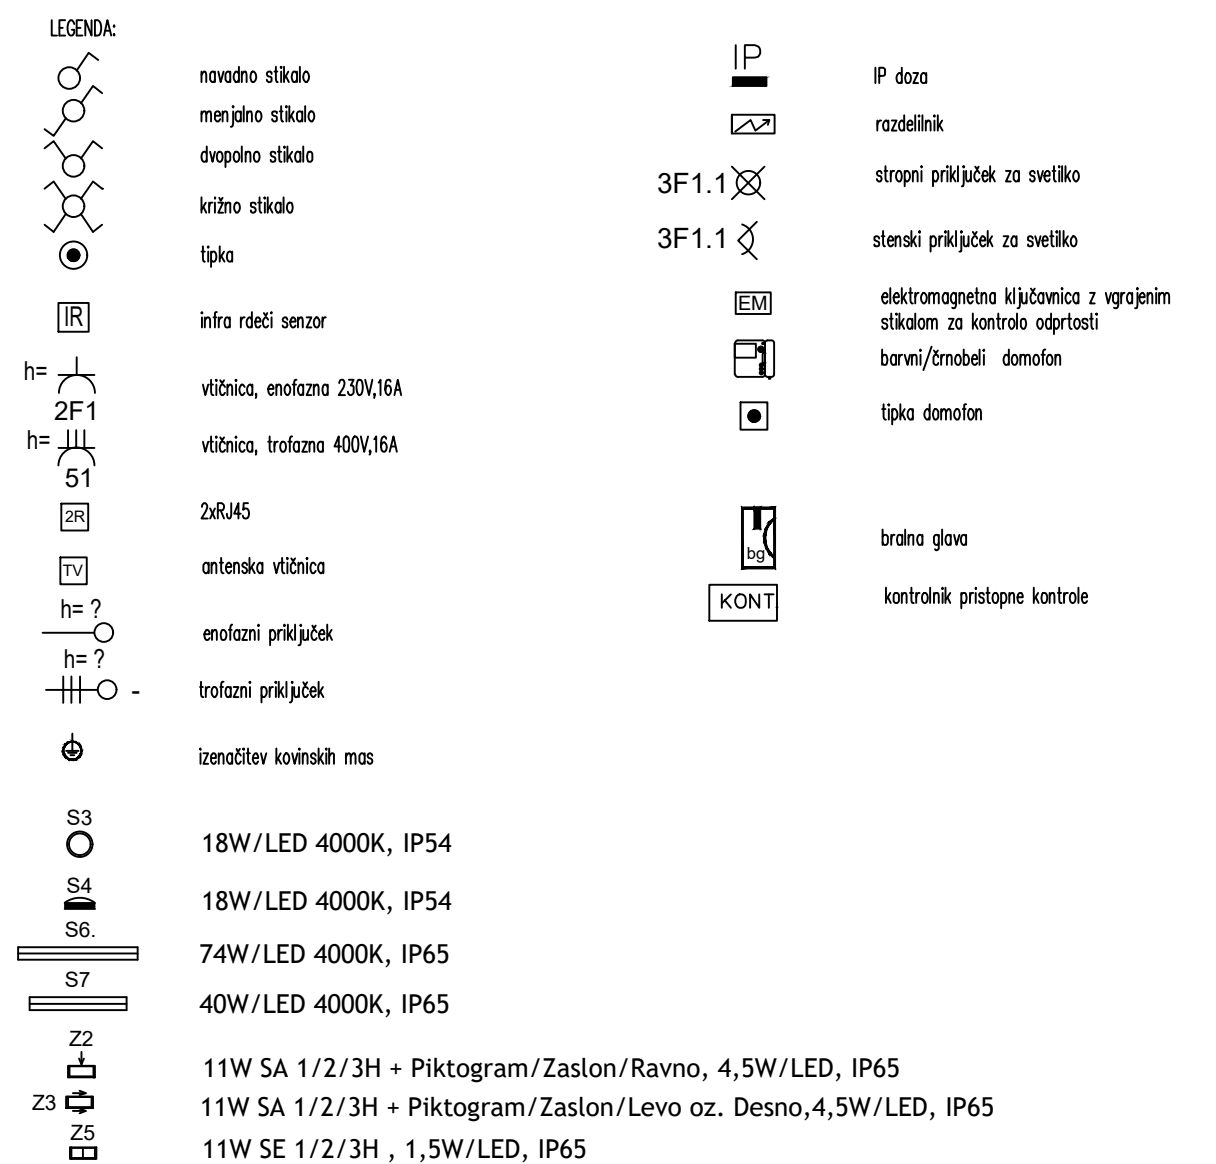 LEGENDA:
navadno stikalo
menjalno stikalo
dvopolno stikalo
križno stikalo
tipka
IR
infra rdeči senzor
h=
2F1
vtičnica, enofazna 230V,16A
h=
51
vtičnica, trofazna 400V,16A
2R
2xRJ45
TV
antenska vtičnica
h= ?
enofazni priključek
h= ?
-
trofazni priključek
izenačitev kovinskih mas
S3
18W/LED 4000K, IP54
S4
18W/LED 4000K, IP54
S6.
74W/LED 4000K, IP65
S7
40W/LED 4000K, IP65
Z2
11W SA 1/2/3H + Piktogram/Zaslon/Ravno, 4,5W/LED, IP65
Z3
11W SA 1/2/3H + Piktogram/Zaslon/Levo oz. Desno,4,5W/LED, IP65
Z5
11W SE 1/2/3H , 1,5W/LED, IP65
IP
IP doza
razdelilnik
3F1.1
stropni priključek za svetilko
3F1.1
stenski priključek za svetilko
EM
elektromagnetna ključavnica z vgrajenim
stikalom za kontrolo odprtosti
barvni/črnobeli domofon
tipka domofon
bg
bralna glava
KONT.
kontrolnik pristopne kontrole